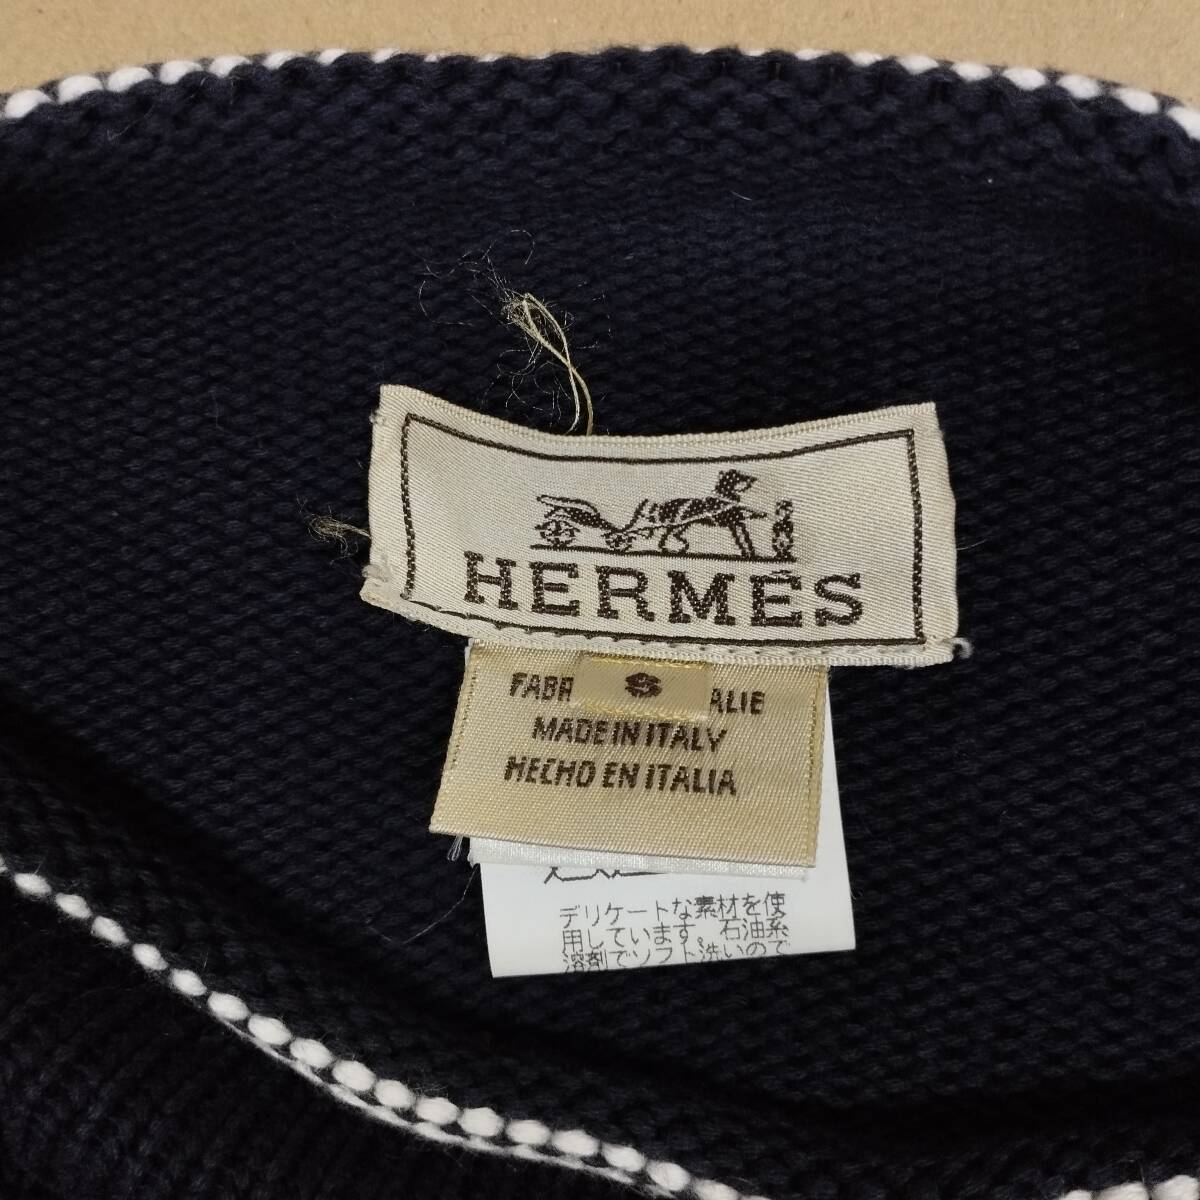 HERMÈS
S
FABR ALIE
MADE IN ITALY
HECHO EN ITALIA
デリケートな素材を使
用しています。石油系
溶剤でソフト洗いので